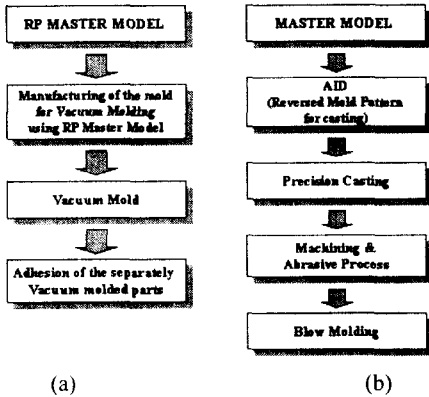 RP MASTER MODEL
Manufacturing of the mold
for Vacuum Molding
using RP Master Model
Vacuum Mold
Adhesion of the separately
Vacuum molded parts
(a)
MASTER MODEL
AID
(Reversed Mold Pattern
for casting)
Precision Casting
Machining &
Abrasive Process
Blow Molding
(b)